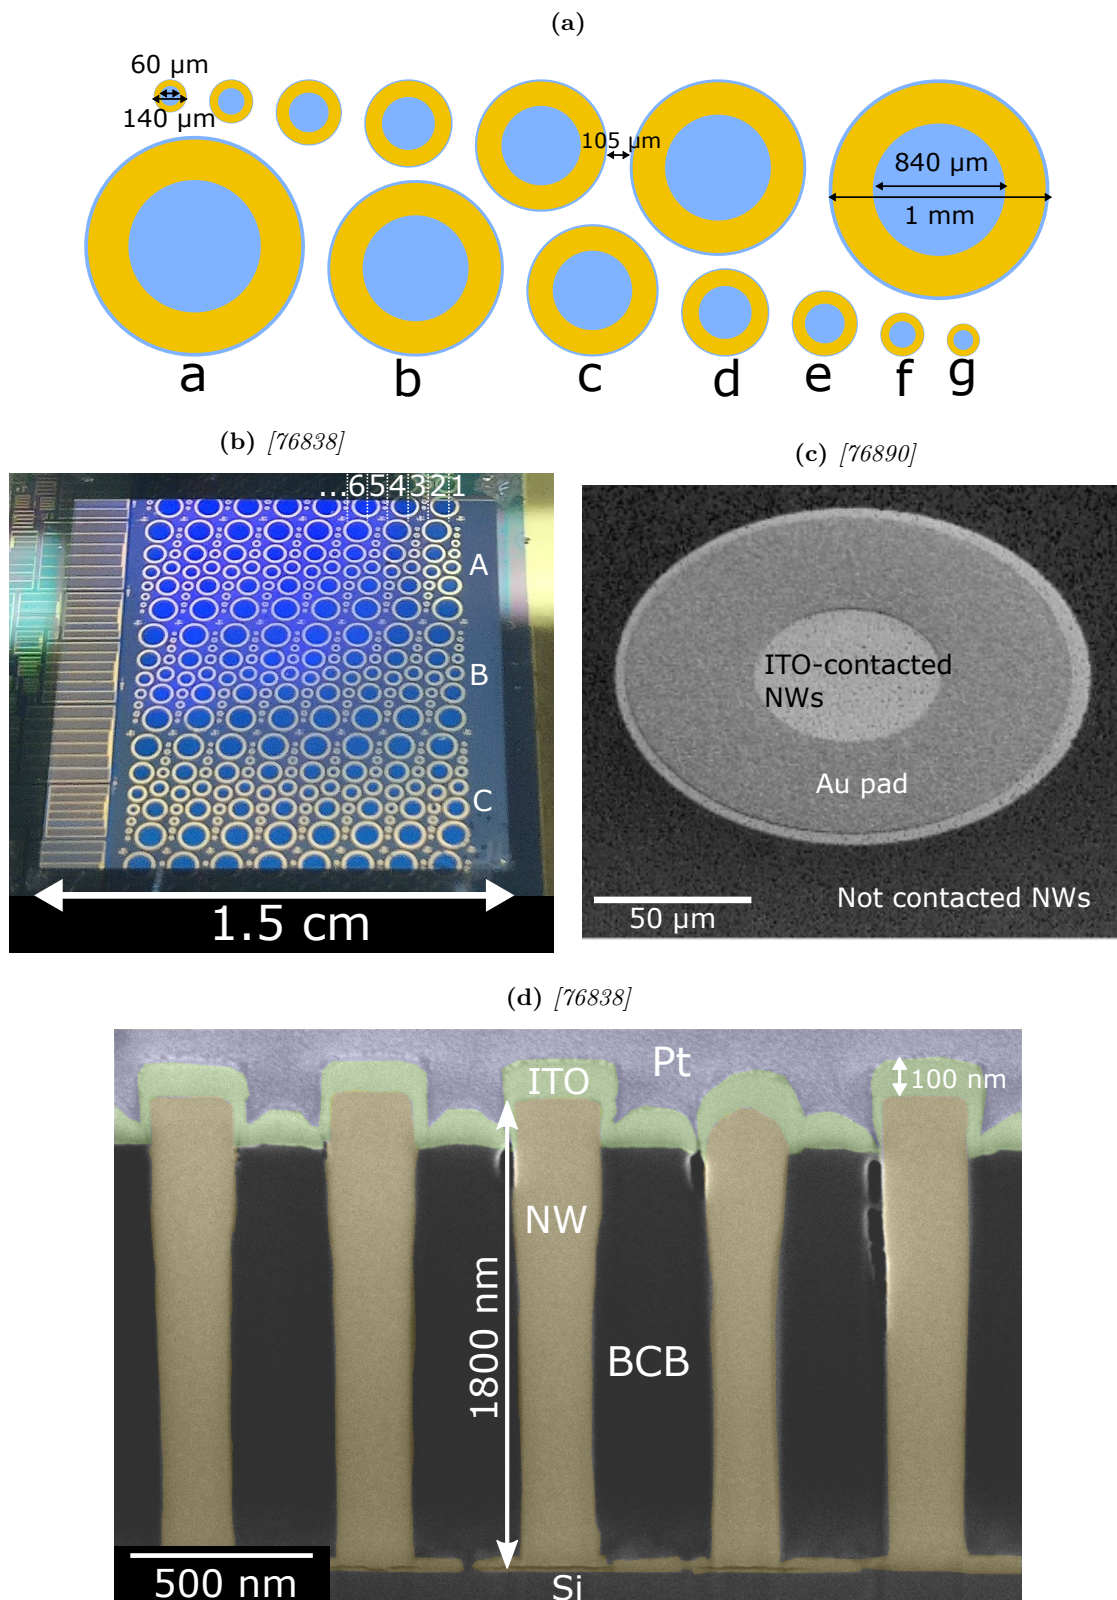 (a)
60 µm
140 µm
105 µm
840 µm
1 mm
a b c d e f g
(b) [76838]
...654321
A
B
C
1.5 cm
(c) [76890]
ITO-contacted
NWs
Au pad
Not contacted NWs
50 µm
(d) [76838]
Pt
ITO
100 nm
NW
1800 nm
BCB
500 nm
Si